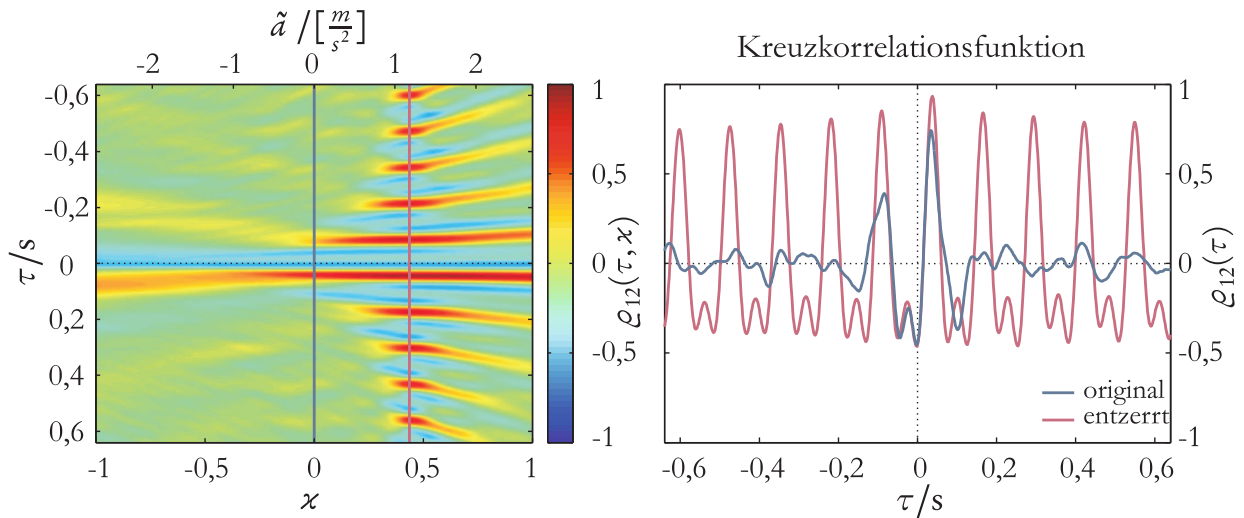 ã /[m/s²]
-2 -1 0 1 2
-0,6
-0,4
-0,2
0
0,2
0,4
0,6
τ/s
-1 -0,5 0 0,5 1
ϰ
1
0,5
0
-0,5
-1
ϱ12(τ, ϰ)
Kreuzkorrelationsfunktion
1
0,5
0
-0,5
-1
ϱ12(τ)
original
entzerrt
-0,6 -0,4 -0,2 0 0,2 0,4 0,6
τ/s